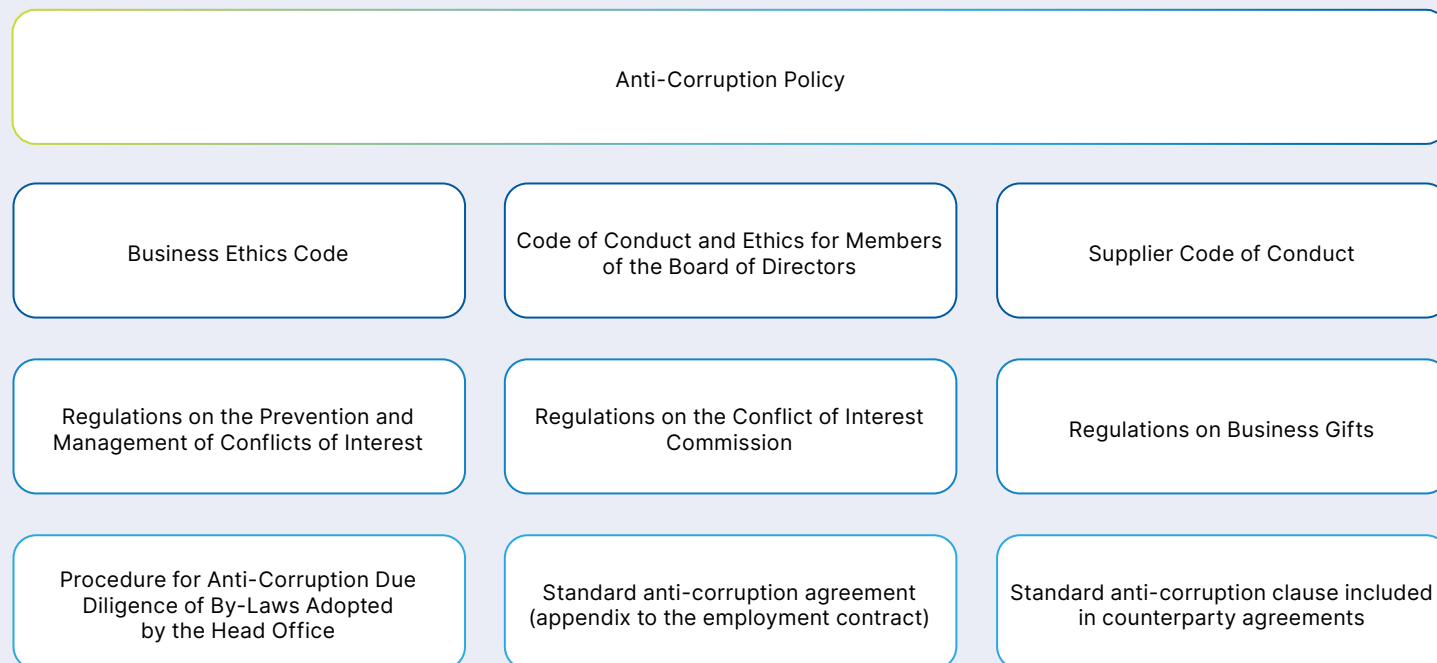 Anti-Corruption Policy
Business Ethics Code
Code of Conduct and Ethics for Members
of the Board of Directors
Supplier Code of Conduct
Regulations on the Prevention and
Management of Conflicts of Interest
Regulations on the Conflict of Interest
Commission
Regulations on Business Gifts
Procedure for Anti-Corruption Due
Diligence of By-Laws Adopted
by the Head Office
Standard anti-corruption agreement
(appendix to the employment contract)
Standard anti-corruption clause included
in counterparty agreements